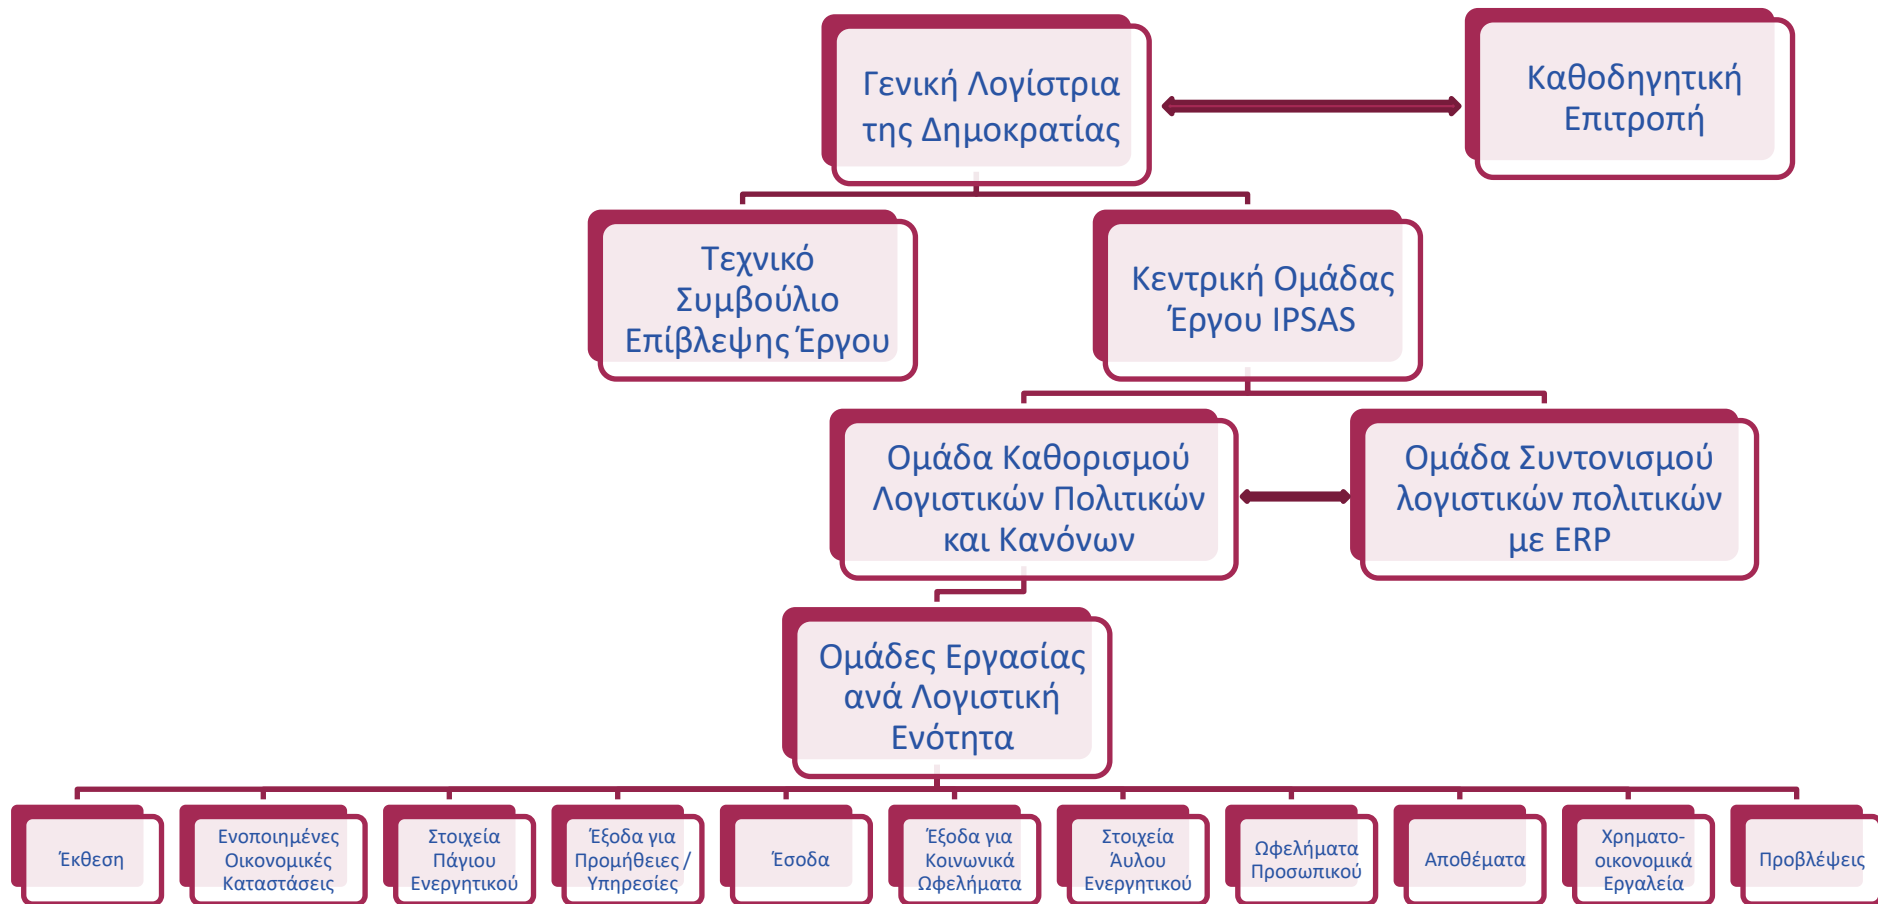 Γενική Λογίστρια
της Δημοκρατίας
Καθοδηγητική
Επιτροπή
Τεχνικό
Συμβούλιο
Επίβλεψης Έργου
Κεντρική Ομάδας
Έργου IPSAS
Ομάδα Καθορισμού
Λογιστικών Πολιτικών
και Κανόνων
Ομάδα Συντονισμού
λογιστικών πολιτικών
με ERP
Ομάδες Εργασίας
ανά Λογιστική
Ενότητα
Έκθεση
Ενοποιημένες
Οικονομικές
Καταστάσεις
Στοιχεία
Πάγιου
Ενεργητικού
Έξοδα για
Προμήθειες /
Υπηρεσίες
Έσοδα
Έξοδα για
Κοινωνικά
Ωφελήματα
Στοιχεία
Άυλου
Ενεργητικού
Ωφελήματα
Προσωπικού
Αποθέματα
Χρηματο-
οικονομικά
Εργαλεία
Προβλέψεις